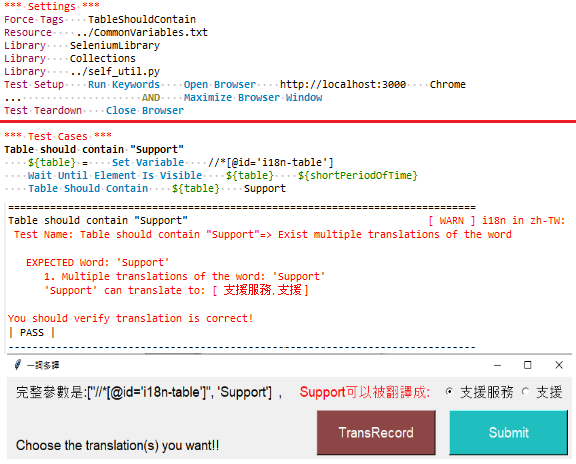 *** Settings ***
Force Tags    TableShouldContain
Resource    ../CommonVariables.txt
Library    SeleniumLibrary
Library    Collections
Library    ../self_util.py
Test Setup    Run Keywords    Open Browser    http://localhost:3000    Chrome
...                     AND    Maximize Browser Window
Test Teardown    Close Browser
*** Test Cases ***
Table should contain "Support"
    ${table} =    Set Variable    //*[@id='i18n-table']
    Wait Until Element Is Visible    ${table}    ${shortPeriodOfTime}
    Table Should Contain    ${table}    Support
==============================================================================
Table should contain "Support"                                        [ WARN ] i18n in zh-TW:
 Test Name: Table should contain "Support"=> Exist multiple translations of the word
   EXPECTED Word: 'Support'
      1. Multiple translations of the word: 'Support'
      'Support' can translate to: [ 支援服務, 支援 ]
You should verify translation is correct!
| PASS |
------------------------------------------------------------------------------
一詞多譯
完整參數是:["//*[@id='i18n-table']", 'Support'] ,    Support可以被翻譯成:    支援服務    支援
TransRecord    Submit
Choose the translation(s) you want!!